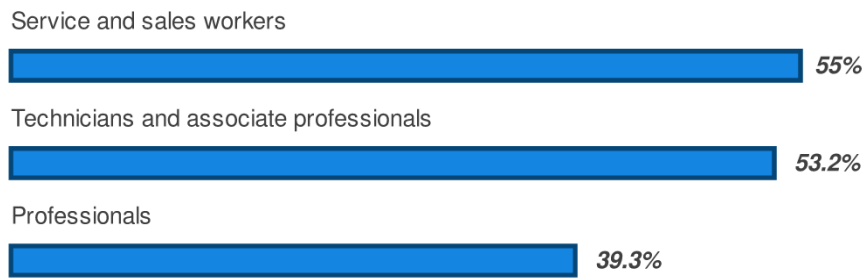 Service and sales workers
55%
Technicians and associate professionals
53.2%
Professionals
39.3%